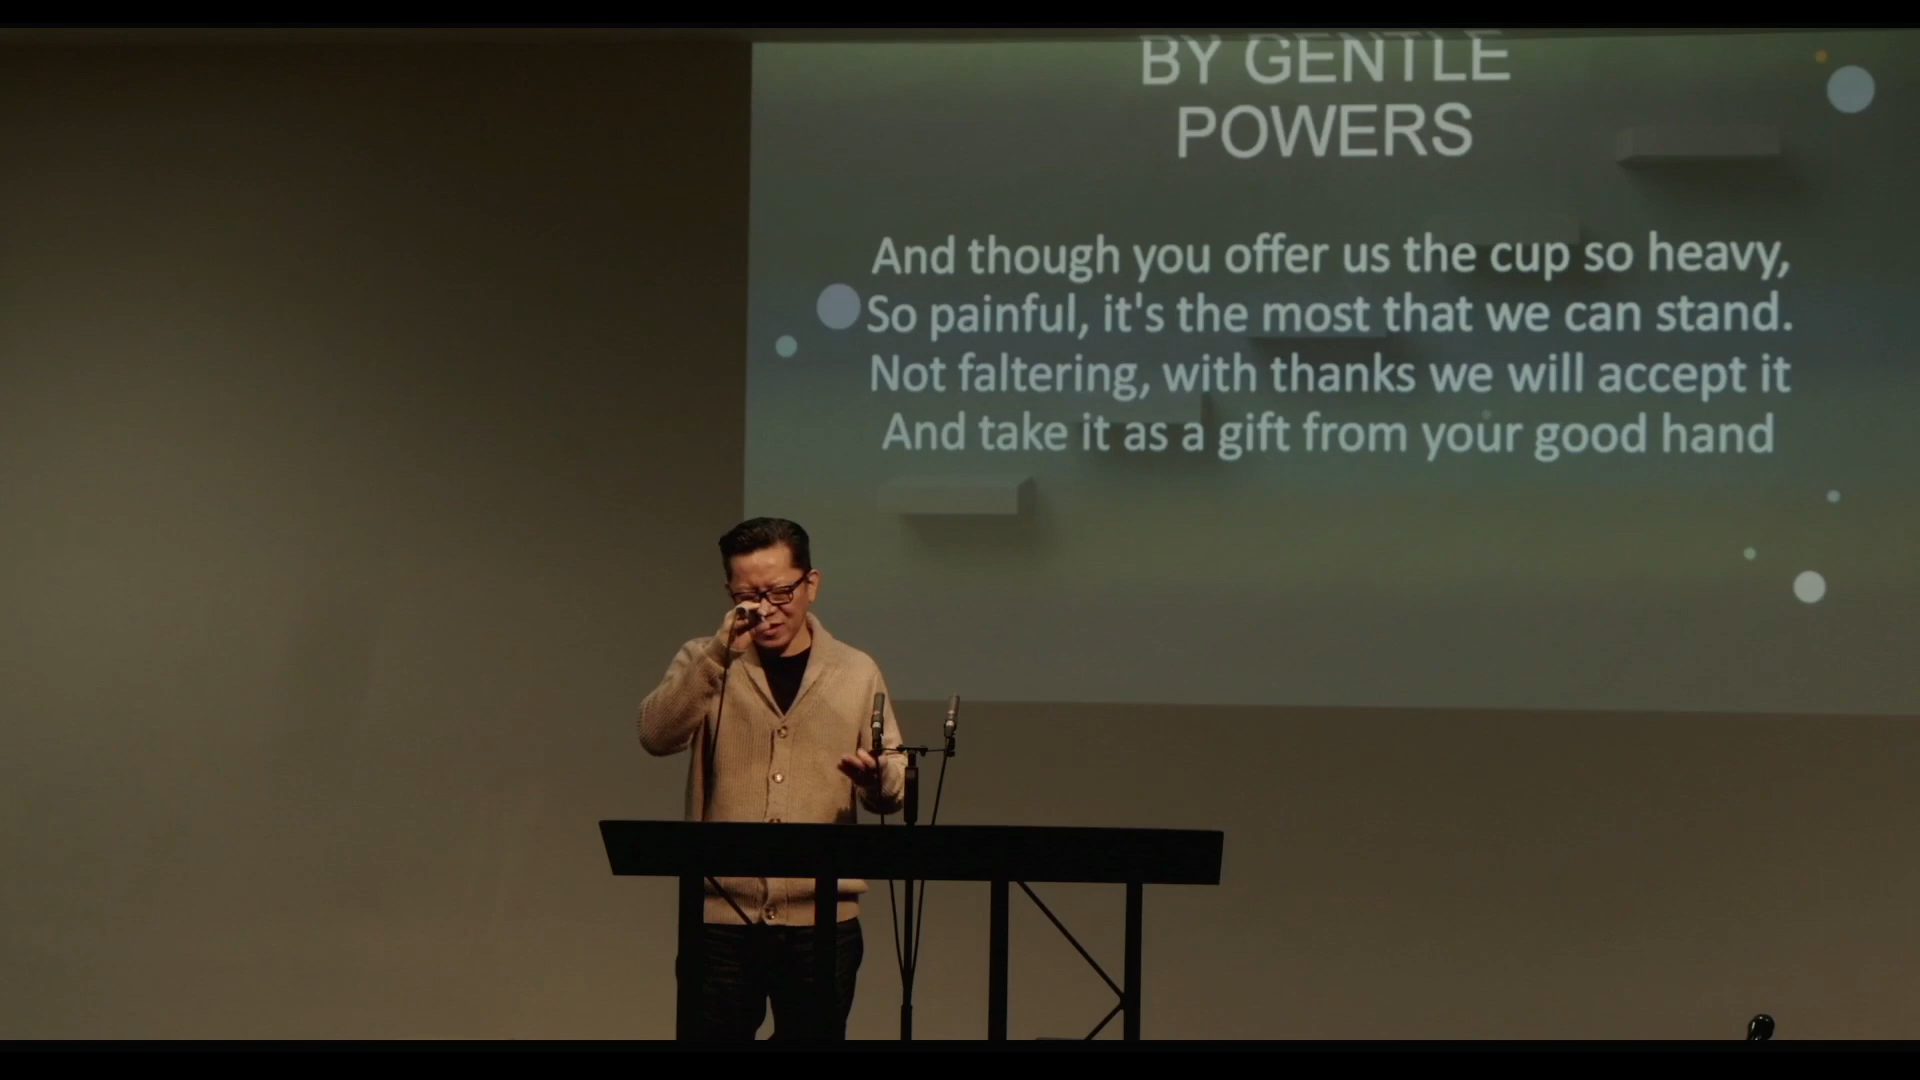 BY GENTLE
POWERS
And though you offer us the cup so heavy,
So painful, it's the most that we can stand.
Not faltering, with thanks we will accept it
And take it as a gift from your good hand